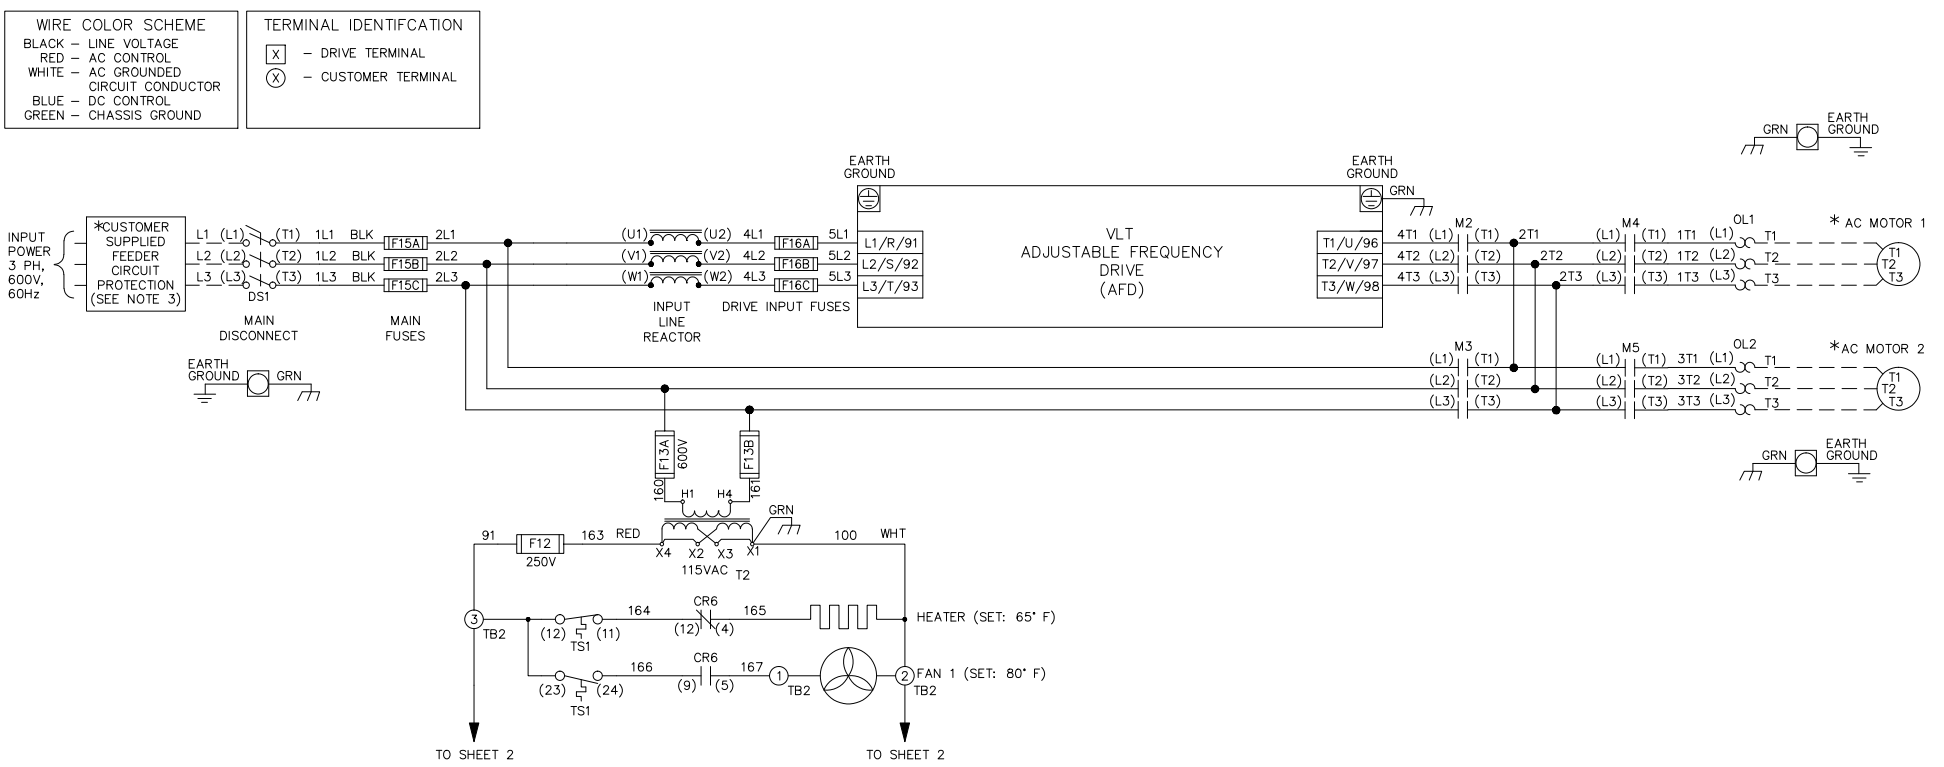 WIRE COLOR SCHEME
BLACK – LINE VOLTAGE
RED – AC CONTROL
WHITE – AC GROUNDED
CIRCUIT CONDUCTOR
BLUE – DC CONTROL
GREEN – CHASSIS GROUND
TERMINAL IDENTIFCATION
X – DRIVE TERMINAL
X – CUSTOMER TERMINAL
INPUT
POWER
3 PH,
600V,
60Hz
*CUSTOMER
SUPPLIED
FEEDER
CIRCUIT
PROTECTION
(SEE NOTE 3)
L1 (L1) (T1) 1L1 BLK F15A 2L1
L2 (L2) (T2) 1L2 BLK F15B 2L2
L3 (L3) (T3) 1L3 BLK F15C 2L3
DS1
MAIN
DISCONNECT
MAIN
FUSES
EARTH
GROUND
GRN
(U1) (U2) 4L1 F16A 5L1
(V1) (V2) 4L2 F16B 5L2
(W1) (W2) 4L3 F16C 5L3
INPUT
LINE
REACTOR
DRIVE INPUT FUSES
EARTH
GROUND
L1/R/91
L2/S/92
L3/T/93
VLT
ADJUSTABLE FREQUENCY
DRIVE
(AFD)
EARTH
GROUND
GRN
T1/U/96
T2/V/97
T3/W/98
M2
4T1 (L1) (T1) 2T1
4T2 (L2) (T2) 2T2
4T3 (L3) (T3) 2T3
M4
(L1) (T1) 1T1 (L1) T1
(L2) (T2) 1T2 (L2) T2
(L3) (T3) 1T3 (L3) T3
OL1
* AC MOTOR 1
T1
T2
T3
GRN
EARTH
GROUND
M3
(L1) (T1)
(L2) (T2)
(L3) (T3)
M5
(L1) (T1) 3T1 (L1) T1
(L2) (T2) 3T2 (L2) T2
(L3) (T3) 3T3 (L3) T3
OL2
*AC MOTOR 2
T1
T2
T3
GRN
EARTH
GROUND
F13A
600V
F13B
160
161
H1 H4
GRN
91 F12 163 RED
250V
X4 X2 X3 X1
100 WHT
115VAC T2
3
TB2
(12) (11)
TS1
164
CR6
(12) (4)
165
HEATER (SET: 65° F)
(23) (24)
TS1
166
CR6
(9) (5)
167
1
TB2
2
TB2
FAN 1 (SET: 80° F)
TO SHEET 2
TO SHEET 2